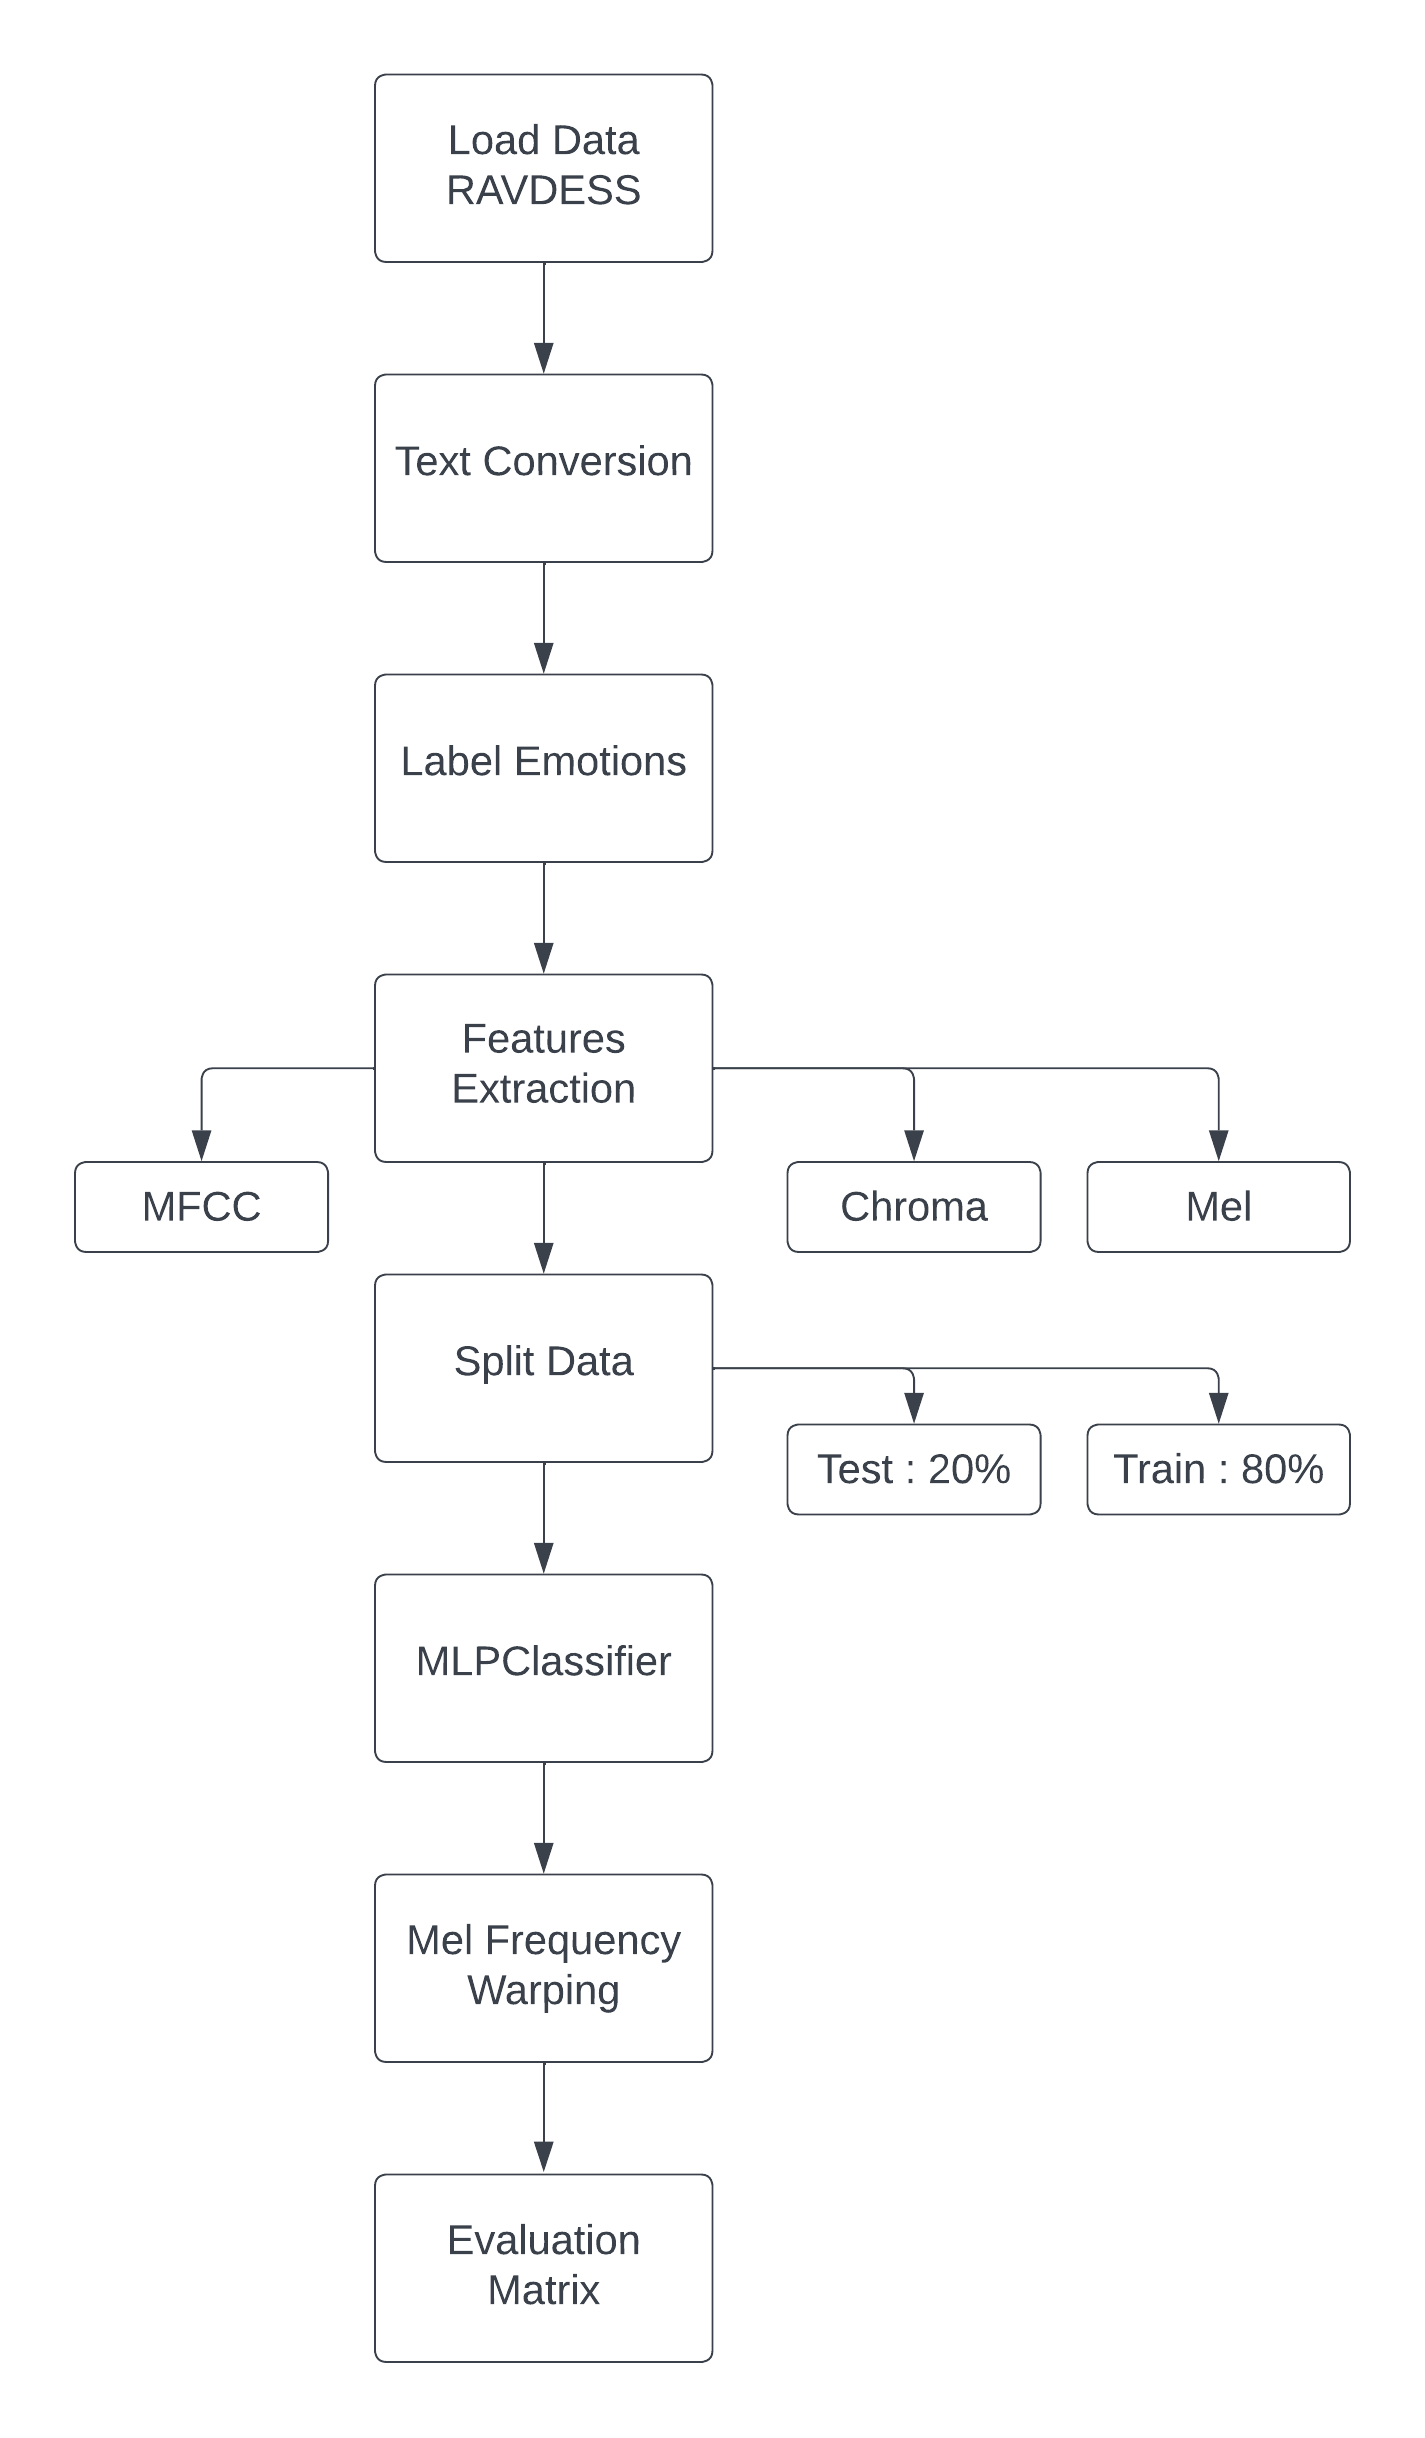 Load Data
RAVDESS
Text Conversion
Label Emotions
Features
Extraction
MFCC
Chroma
Mel
Split Data
Test : 20%
Train : 80%
MLPClassifier
Mel Frequency
Warping
Evaluation
Matrix